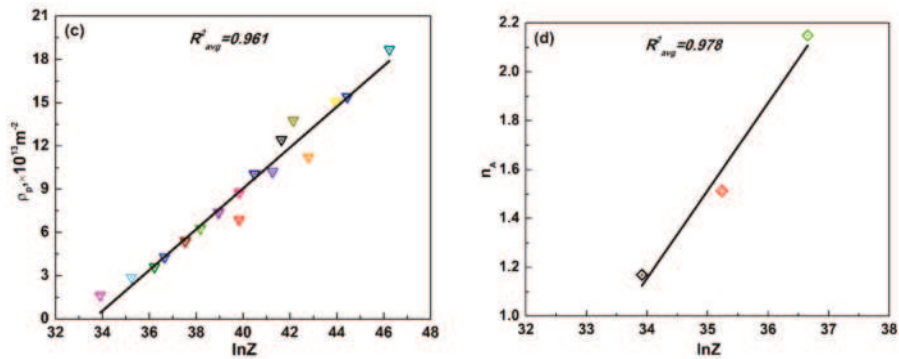 (c)
R²avg=0.961
ρp,×10¹³m⁻²
21
18
15
12
9
6
3
0
32 34 36 38 40 42 44 46 48
lnZ
(d)
R²avg=0.978
nA
2.2
2.0
1.8
1.6
1.4
1.2
1.0
32 33 34 35 36 37 38
lnZ